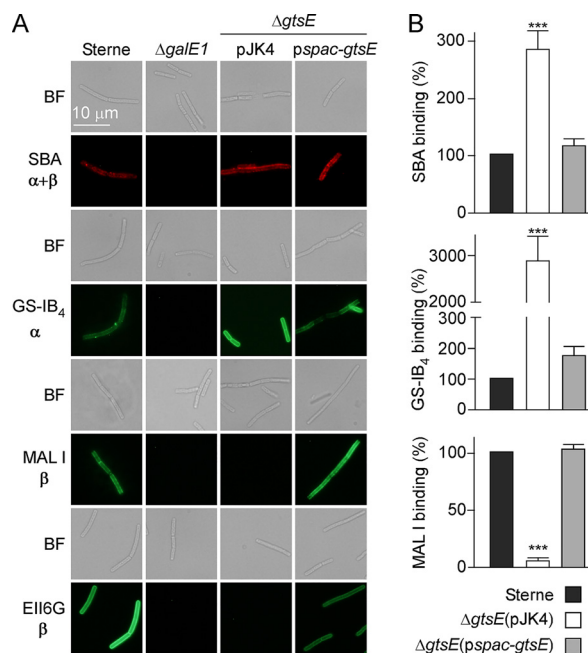 A
ΔgtsE
Sterne ΔgalE1 pJK4 pspac-gtsE
BF
10 μm
SBA
α+β
BF
GS-IB₄
α
BF
MAL I
β
BF
EII6G
β
B
SBA binding (%)
300
200
100
0
***
GS-IB₄ binding (%)
3000
2000
200
100
0
***
MAL I binding (%)
100
50
0
***
Sterne
ΔgtsE(pJK4)
ΔgtsE(pspac-gtsE)